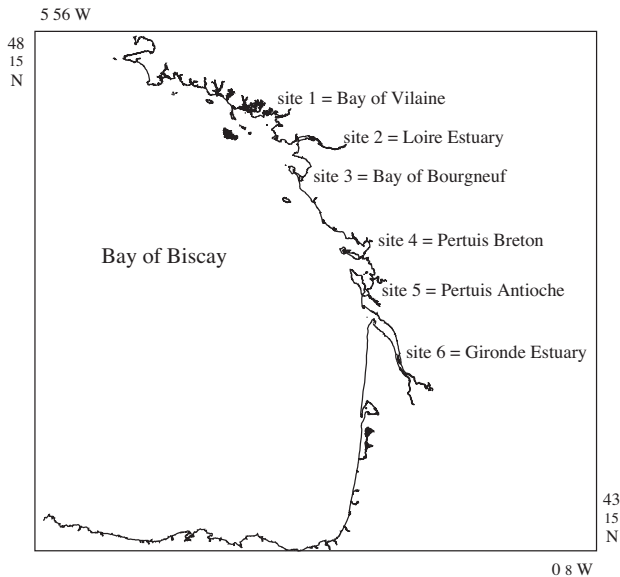 5 56 W
48
15
N
site 1 = Bay of Vilaine
site 2 = Loire Estuary
site 3 = Bay of Bourgneuf
site 4 = Pertuis Breton
Bay of Biscay
site 5 = Pertuis Antioche
site 6 = Gironde Estuary
43
15
N
0 8 W